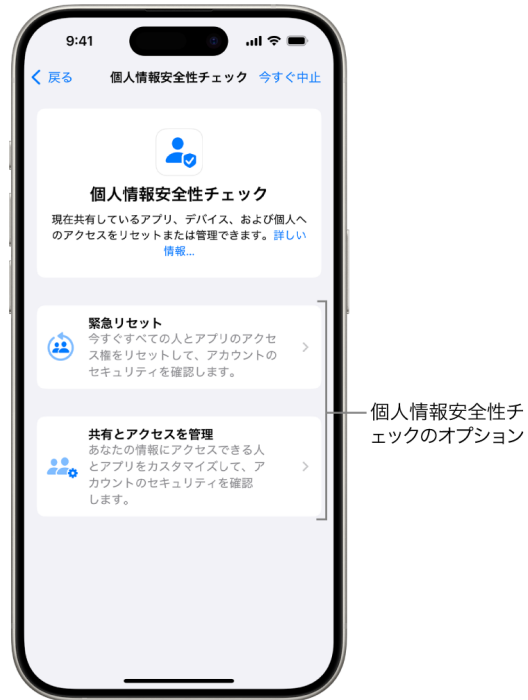 9:41
戻る 個人情報安全性チェック 今すぐ中止
個人情報安全性チェック
現在共有しているアプリ、デバイス、および個人へ
のアクセスをリセットまたは管理できます。詳しい
情報...
緊急リセット
今すぐすべての人とアプリのアクセ
ス権をリセットして、アカウントの
セキュリティを確認します。
共有とアクセスを管理
あなたの情報にアクセスできる人
とアプリをカスタマイズして、ア
カウントのセキュリティを確認
します。
個人情報安全性チ
ェックのオプション